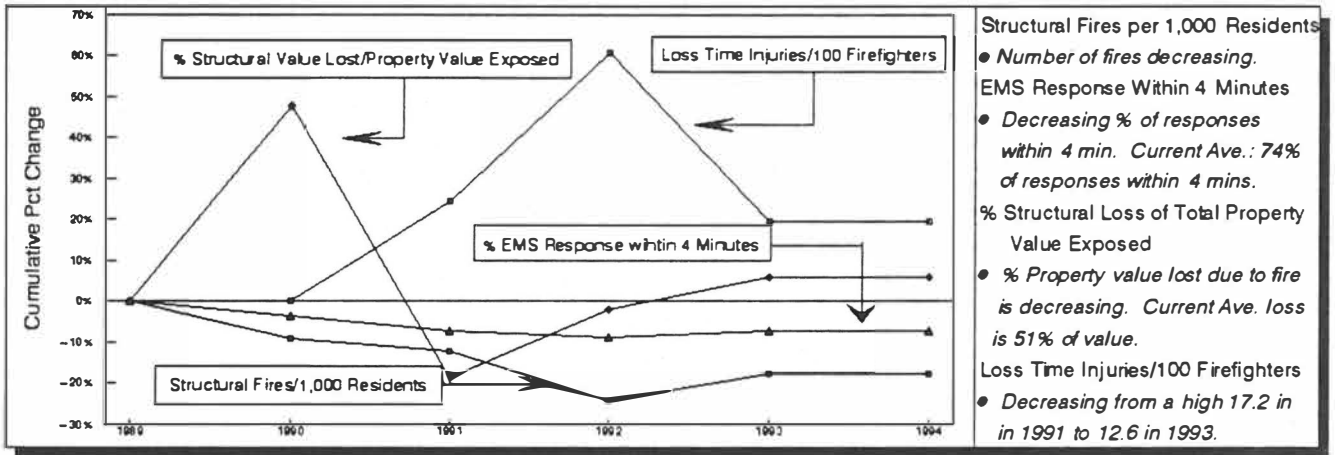 Cumulative Pct Change
70%
60%
50%
40%
30%
20%
10%
0%
-10%
-20%
-30%
1989
1990
1991
1992
1993
1994
% Structural Value Lost/Property Value Exposed
Loss Time Injuries/100 Firefighters
% EMS Response wihtin 4 Minutes
Structural Fires/1,000 Residents
Structural Fires per 1,000 Residents
• Number of fires decreasing.
EMS Response Within 4 Minutes
• Decreasing % of responses
within 4 min. Current Ave.: 74%
of responses within 4 mins.
% Structural Loss of Total Property
Value Exposed
• % Property value lost due to fire
is decreasing. Current Ave. loss
is 51% of value.
Loss Time Injuries/100 Firefighters
• Decreasing from a high 17.2 in
in 1991 to 12.6 in 1993.